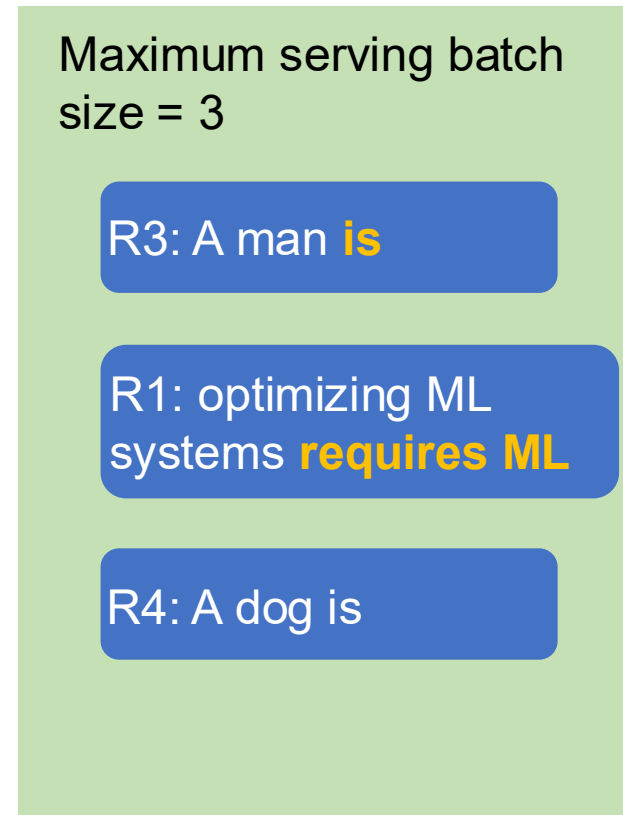 Maximum serving batch
size = 3
R3: A man is
R1: optimizing ML
systems requires ML
R4: A dog is